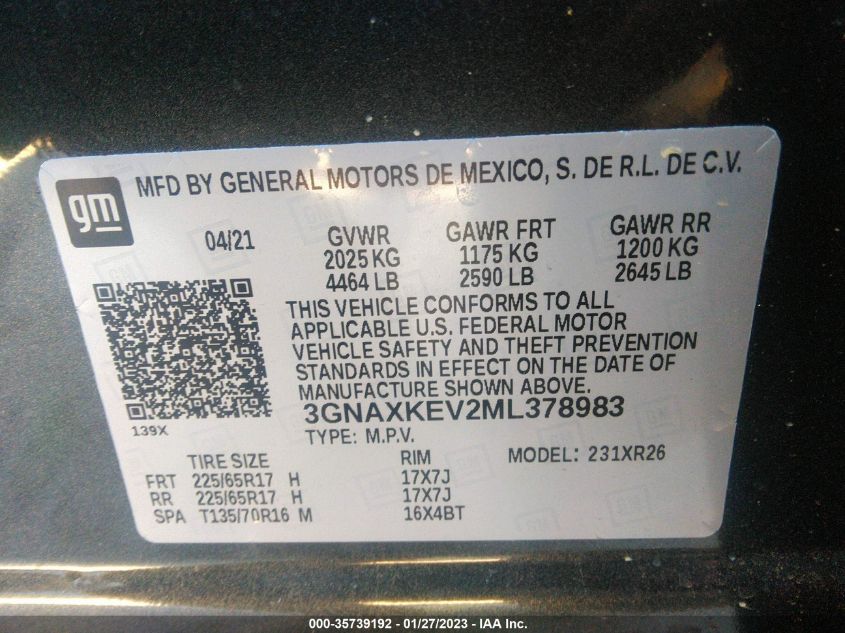 gm
MFD BY GENERAL MOTORS DE MEXICO, S. DE R.L. DE C.V.
04/21 GVWR GAWR FRT GAWR RR
2025 KG 1175 KG 1200 KG
4464 LB 2590 LB 2645 LB
THIS VEHICLE CONFORMS TO ALL
APPLICABLE U.S. FEDERAL MOTOR
VEHICLE SAFETY AND THEFT PREVENTION
STANDARDS IN EFFECT ON THE DATE OF
MANUFACTURE SHOWN ABOVE.
139X 3GNAXKEV2ML378983
TYPE: M.P.V.
TIRE SIZE RIM MODEL: 231XR26
FRT 225/65R17 H 17X7J
RR 225/65R17 H 17X7J
SPA T135/70R16 M 16X4BT
000-35739192 - 01/27/2023 - IAA Inc.